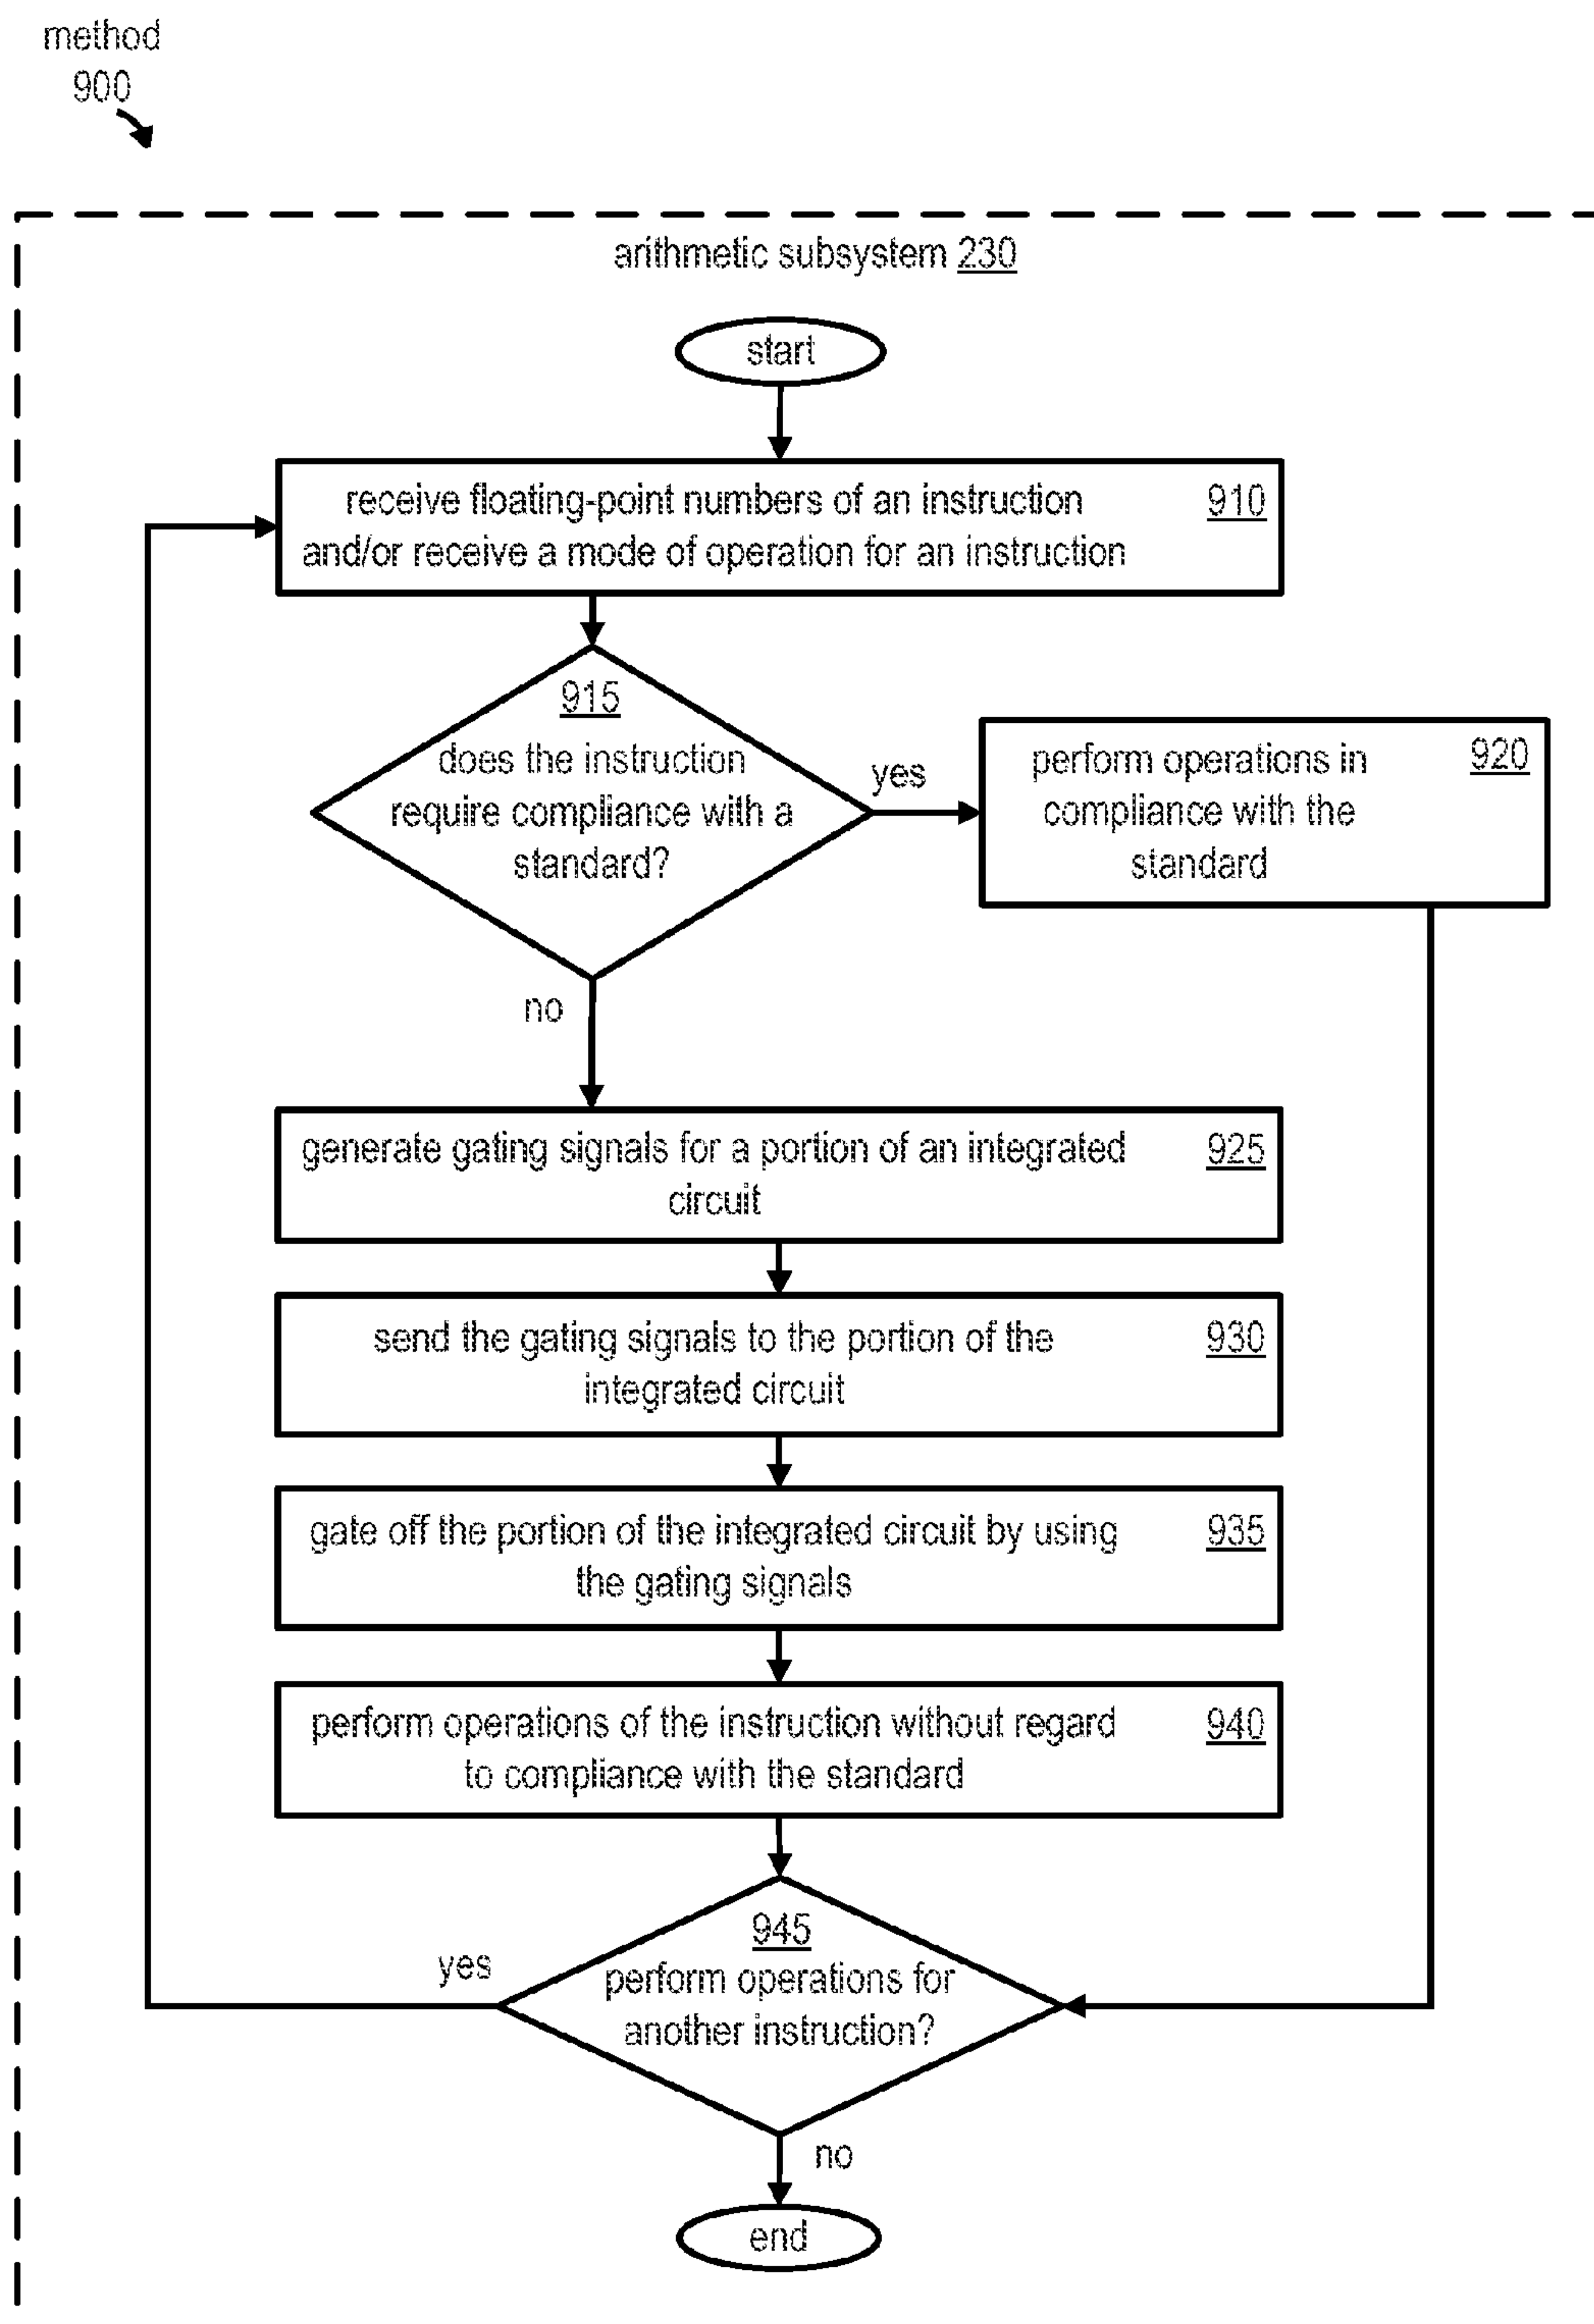 method
900
arithmetic subsystem 230
start
receive floating-point numbers of an instruction 910
and/or receive a mode of operation for an instruction
915
does the instruction
require compliance with a
standard?
yes
perform operations in 920
compliance with the
standard
no
generate gating signals for a portion of an integrated 925
circuit
send the gating signals to the portion of the 930
integrated circuit
gate off the portion of the integrated circuit by using 935
the gating signals
perform operations of the instruction without regard 940
to compliance with the standard
945
yes
perform operations for
another instruction?
no
end